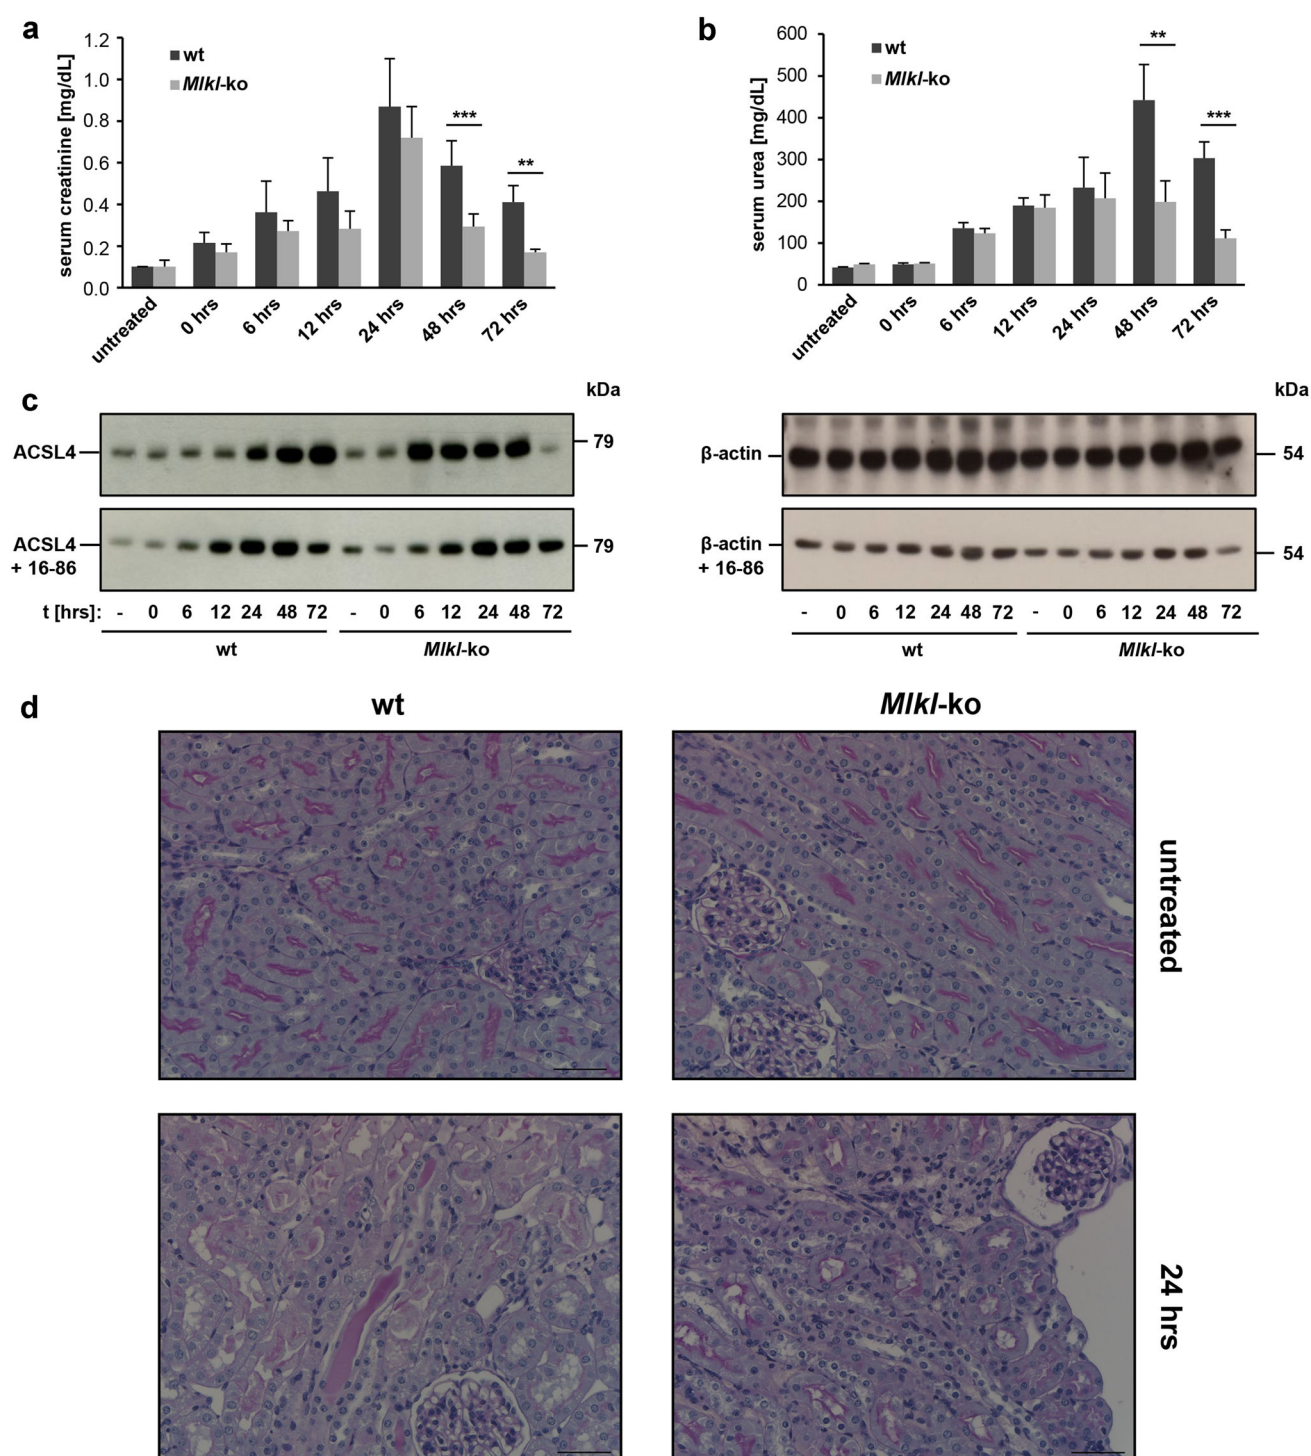 a
serum creatinine [mg/dL]
1.2
1.0
0.8
0.6
0.4
0.2
0.0
wt
Mlkl-ko
***
**
untreated
0 hrs
6 hrs
12 hrs
24 hrs
48 hrs
72 hrs
b
serum urea [mg/dL]
600
500
400
300
200
100
0
wt
Mlkl-ko
**
***
untreated
0 hrs
6 hrs
12 hrs
24 hrs
48 hrs
72 hrs
c
kDa
ACSL4
79
ACSL4
+ 16-86
79
t [hrs]: - 0 6 12 24 48 72 - 0 6 12 24 48 72
wt Mlkl-ko
kDa
β-actin
54
β-actin
+ 16-86
54
- 0 6 12 24 48 72 - 0 6 12 24 48 72
wt Mlkl-ko
d
wt Mlkl-ko
untreated
24 hrs